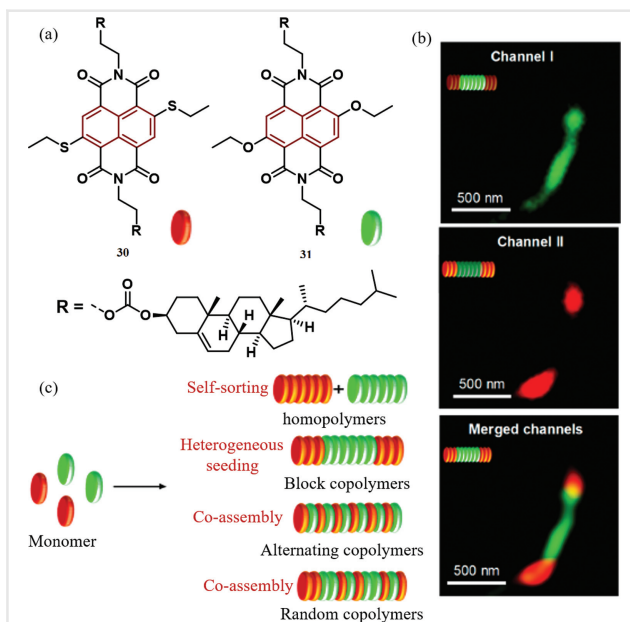 (a)
R
R
O
N
O
O
N
O
S
O
S
O
O
N
O
O
N
O
R
R
30
31
R =
O
O
O
H
H
H
(b)
Channel I
500 nm
Channel II
500 nm
Merged channels
500 nm
(c)
Monomer
Self-sorting
+
homopolymers
Heterogeneous
seeding
Block copolymers
Co-assembly
Alternating copolymers
Co-assembly
Random copolymers